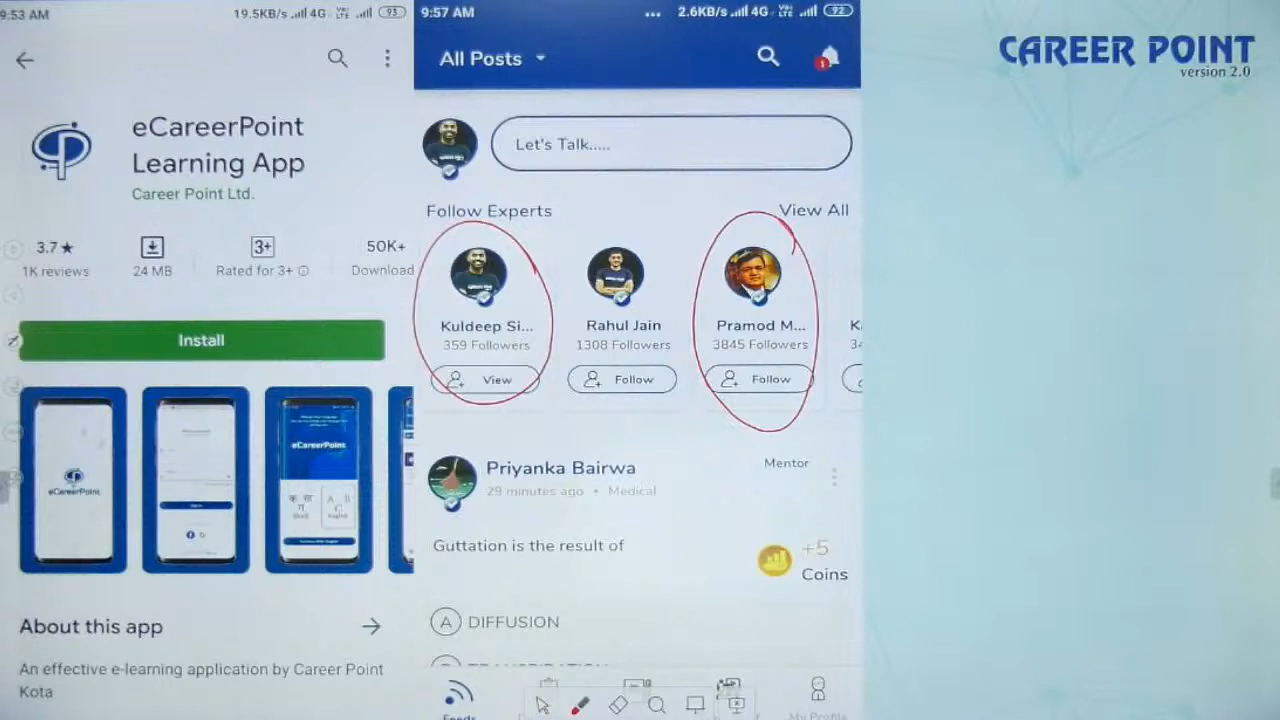 9:53 AM
19.5KB/s 4G 93
eCareerPoint
Learning App
Career Point Ltd.
3.7★
1K reviews
24 MB
3+
Rated for 3+
50K+
Download
Install
eCareerPoint
eCareerPoint
About this app
An effective e-learning application by Career Point
Kota
9:57 AM
2.6KB/s 4G 92
All Posts
1
Let's Talk.....
Follow Experts
View All
Kuldeep Si...
359 Followers
View
Rahul Jain
1308 Followers
Follow
Pramod M...
3845 Followers
Follow
Priyanka Bairwa
29 minutes ago • Medical
Mentor
Guttation is the result of
+5
Coins
A DIFFUSION
TRANSPIRATION
Feeds
My Profile
CAREER POINT
version 2.0